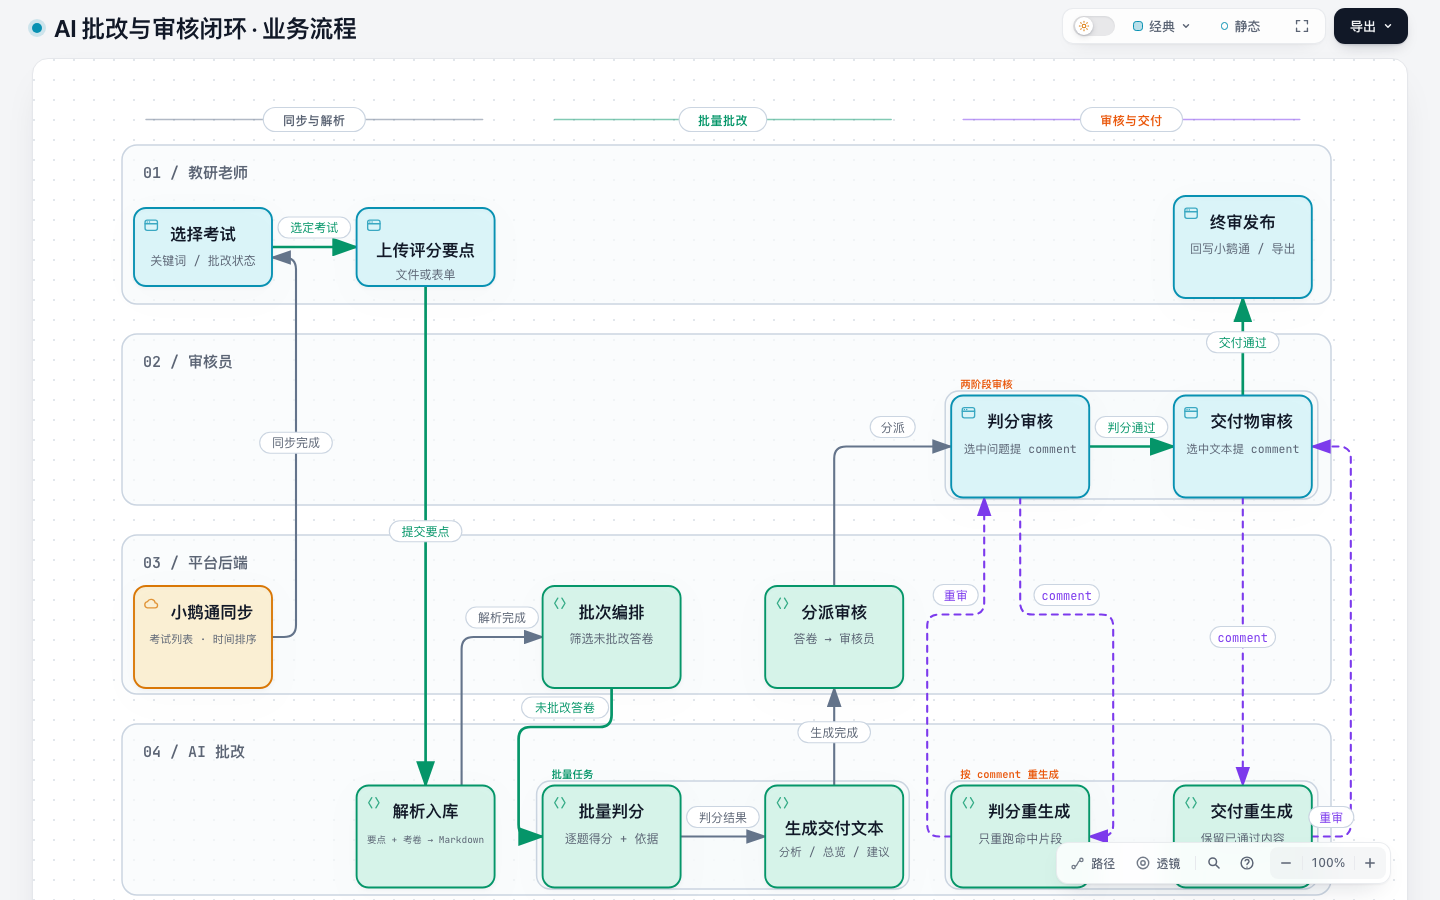 AI 批改与审核闭环 · 业务流程
经典
静态
导出
同步与解析
批量批改
审核与交付
01 / 教研老师
选择考试
关键词 / 批改状态
选定考试
上传评分要点
文件或表单
终审发布
回写小鹅通 / 导出
交付通过
02 / 审核员
两阶段审核
判分审核
选中问题提 comment
判分通过
交付物审核
选中文本提 comment
分派
同步完成
提交要点
03 / 平台后端
小鹅通同步
考试列表 · 时间排序
解析完成
批次编排
筛选未批改答卷
分派审核
答卷 → 审核员
重审
comment
comment
未批改答卷
生成完成
04 / AI 批改
解析入库
要点 + 考卷 → Markdown
批量任务
批量判分
逐题得分 + 依据
判分结果
生成交付文本
分析 / 总览 / 建议
按 comment 重生成
判分重生成
只重跑命中片段
交付重生成
保留已通过内容
重审
路径
透镜
100%